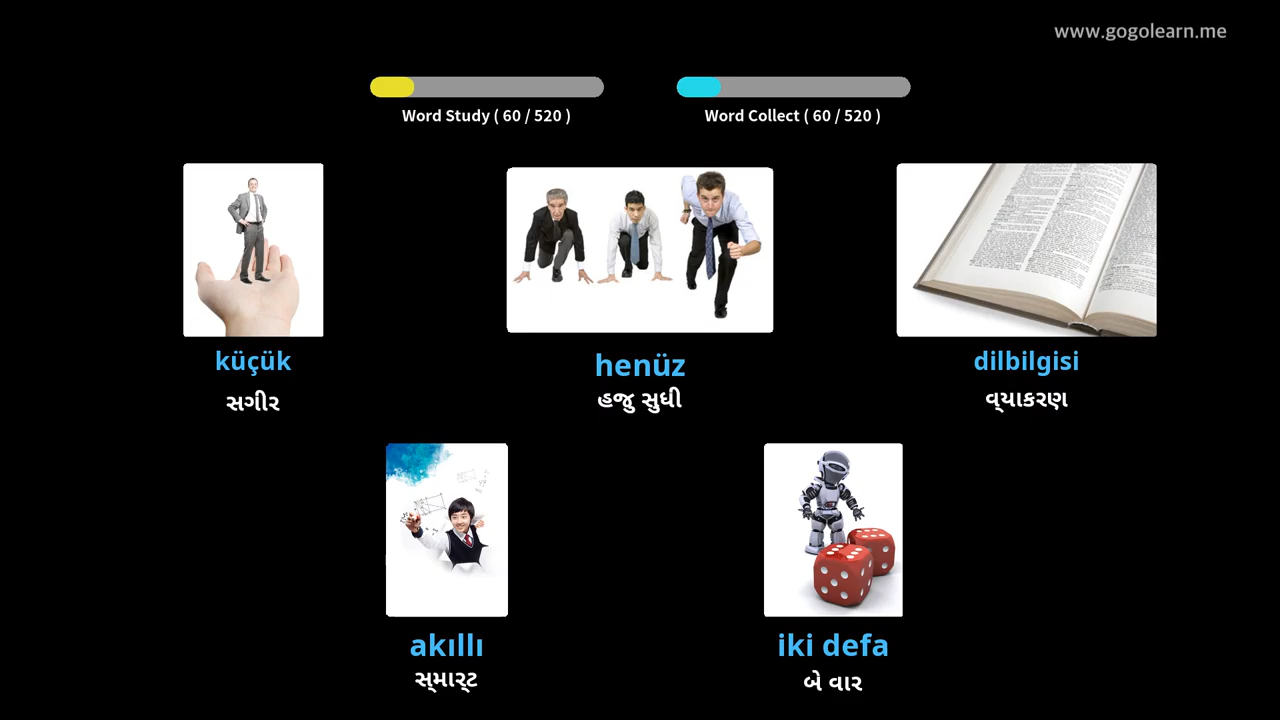 www.gogolearn.me
Word Study ( 60 / 520 )
Word Collect ( 60 / 520 )
küçük
સગીર
henüz
હજુ સુધી
dilbilgisi
વ્યાકરણ
akıllı
સ્માર્ટ
iki defa
બે વાર